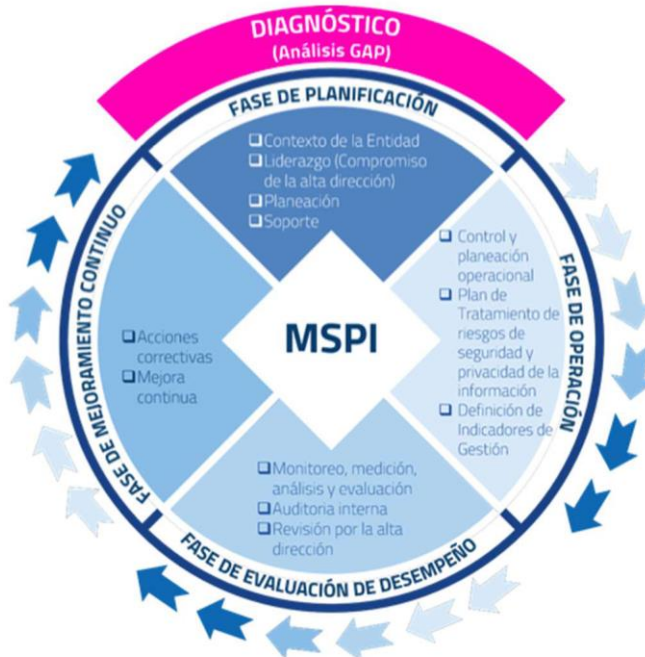 DIAGNÓSTICO
(Análisis GAP)
FASE DE PLANIFICACIÓN
❑Contexto de la Entidad
❑Liderazgo (Compromiso
de la alta dirección)
❑Planeación
❑Soporte
FASE DE OPERACIÓN
❑ Control y
planeación
operacional
❑ Plan de
Tratamiento de
riesgos de
seguridad y
privacidad de la
información
❑ Definición de
Indicadores de
Gestión
MSPI
FASE DE EVALUACIÓN DE DESEMPEÑO
❑Monitoreo, medición,
análisis y evaluación
❑Auditoria interna
❑Revisión por la alta
dirección
FASE DE MEJORAMIENTO CONTINUO
❑Acciones
correctivas
❑Mejora
continua